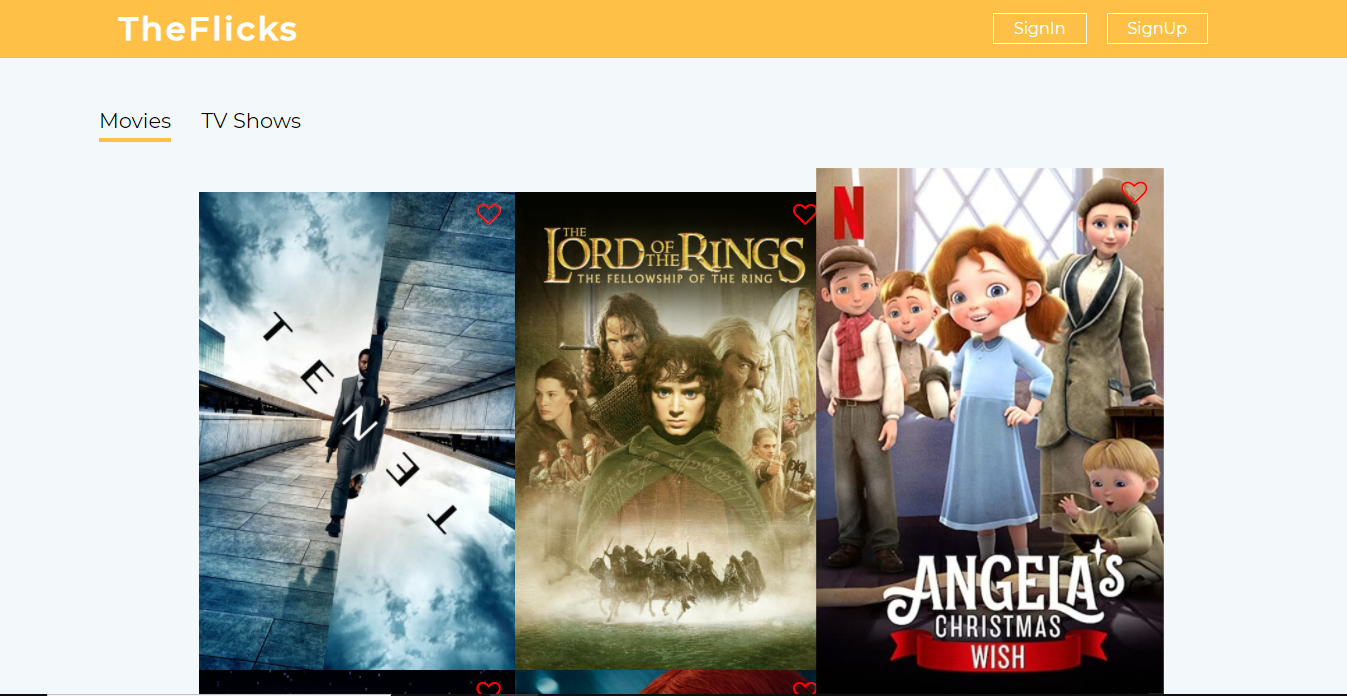 TheFlicks
SignIn
SignUp
Movies
TV Shows
TENET
THE
LORD OF
THE RINGS
THE FELLOWSHIP OF THE RING
N
ANGELA'S
CHRISTMAS
WISH